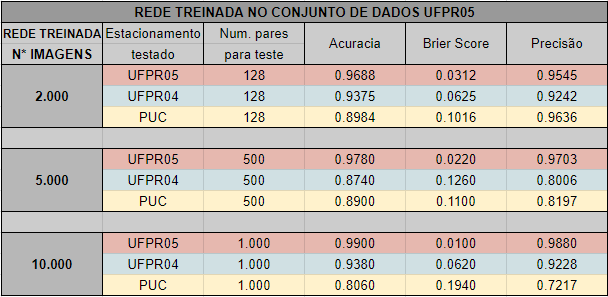 REDE TREINADA NO CONJUNTO DE DADOS UFPR05
REDE TREINADA Estacionamento Num. pares Acuracia Brier Score Precisão
N* IMAGENS testado para teste
2.000 UFPR05 128 0.9688 0.0312 0.9545
UFPR04 128 0.9375 0.0625 0.9242
PUC 128 0.8984 0.1016 0.9636
5.000 UFPR05 500 0.9780 0.0220 0.9703
UFPR04 500 0.8740 0.1260 0.8006
PUC 500 0.8900 0.1100 0.8197
10.000 UFPR05 1.000 0.9900 0.0100 0.9880
UFPR04 1.000 0.9380 0.0620 0.9228
PUC 1.000 0.8060 0.1940 0.7217